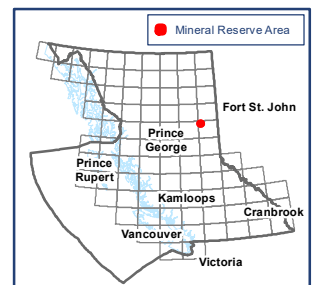 Mineral Reserve Area
Fort St. John
Prince
George
Prince
Rupert
Kamloops
Cranbrook
Vancouver
Victoria